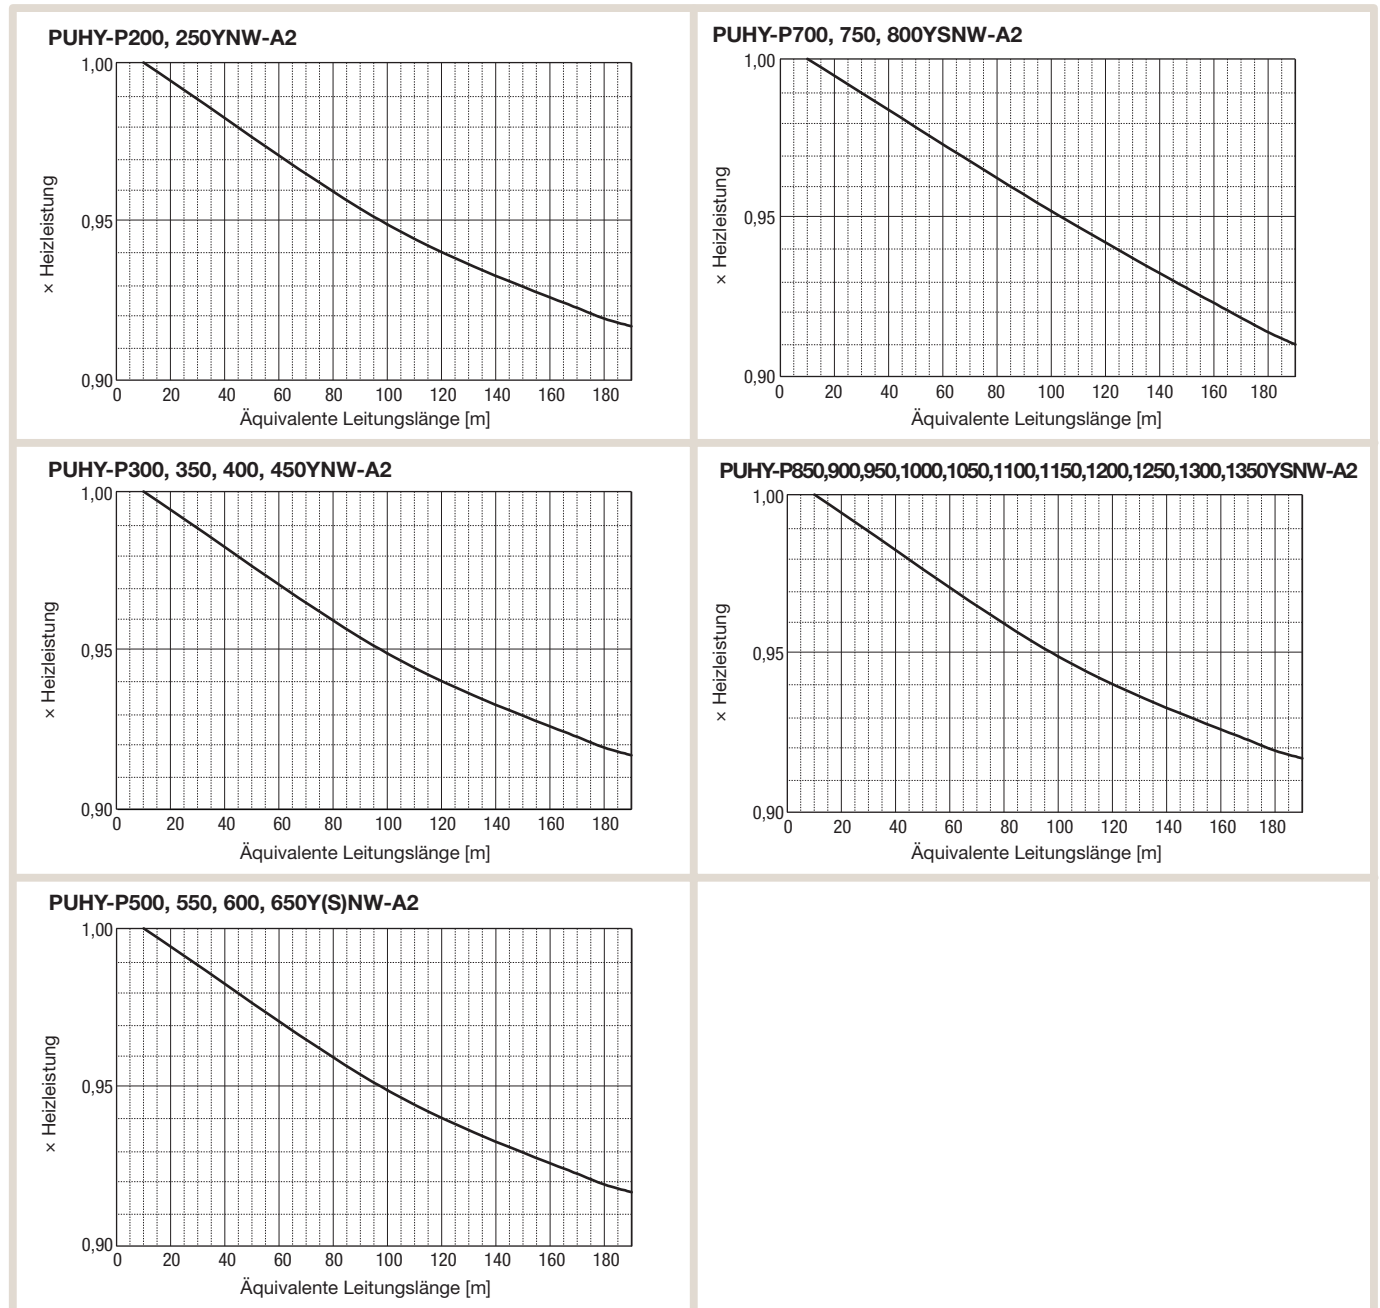 PUHY-P200, 250YNW-A2
× Heizleistung
1,00
0,95
0,90
0 20 40 60 80 100 120 140 160 180
Äquivalente Leitungslänge [m]
PUHY-P700, 750, 800YSNW-A2
× Heizleistung
1,00
0,95
0,90
0 20 40 60 80 100 120 140 160 180
Äquivalente Leitungslänge [m]
PUHY-P300, 350, 400, 450YNW-A2
× Heizleistung
1,00
0,95
0,90
0 20 40 60 80 100 120 140 160 180
Äquivalente Leitungslänge [m]
PUHY-P850,900,950,1000,1050,1100,1150,1200,1250,1300,1350YSNW-A2
× Heizleistung
1,00
0,95
0,90
0 20 40 60 80 100 120 140 160 180
Äquivalente Leitungslänge [m]
PUHY-P500, 550, 600, 650Y(S)NW-A2
× Heizleistung
1,00
0,95
0,90
0 20 40 60 80 100 120 140 160 180
Äquivalente Leitungslänge [m]